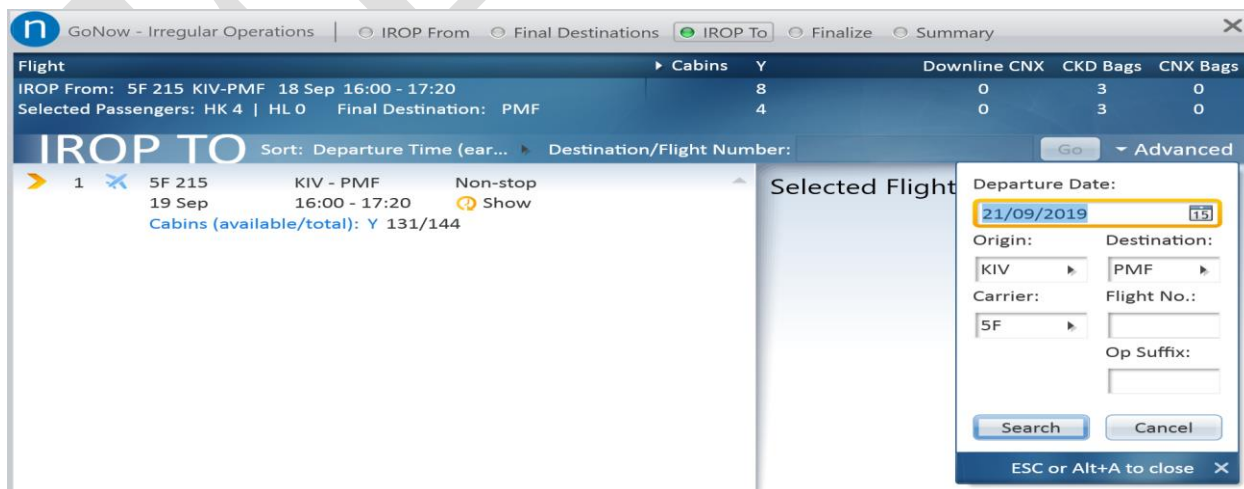 n GoNow - Irregular Operations | IROP From Final Destinations IROP To Finalize Summary
Flight Cabins Y Downline CNX CKD Bags CNX Bags
IROP From: 5F 215 KIV-PMF 18 Sep 16:00 - 17:20 8 0 3 0
Selected Passengers: HK 4 | HL 0 Final Destination: PMF 4 0 3 0
IROP TO Sort: Departure Time (ear... Destination/Flight Number: Go Advanced
1 5F 215 KIV - PMF Non-stop
19 Sep 16:00 - 17:20 Show
Cabins (available/total): Y 131/144
Selected Flight
Departure Date:
21/09/2019 15
Origin: Destination:
KIV PMF
Carrier: Flight No.:
5F
Op Suffix:
Search Cancel
ESC or Alt+A to close X